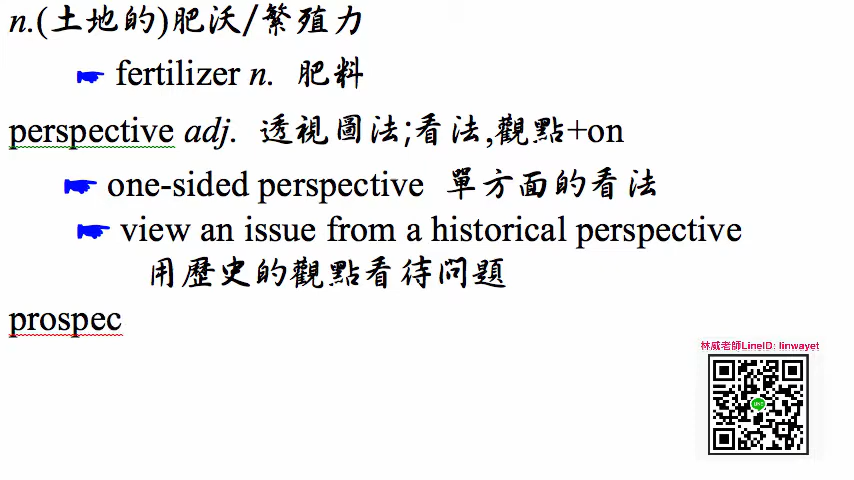 n.(土地的)肥沃/繁殖力
fertilizer n. 肥料
perspective adj. 透視圖法;看法,觀點+on
one-sided perspective 單方面的看法
view an issue from a historical perspective
用歷史的觀點看待問題
prospec
林威老師LineID: linwayet